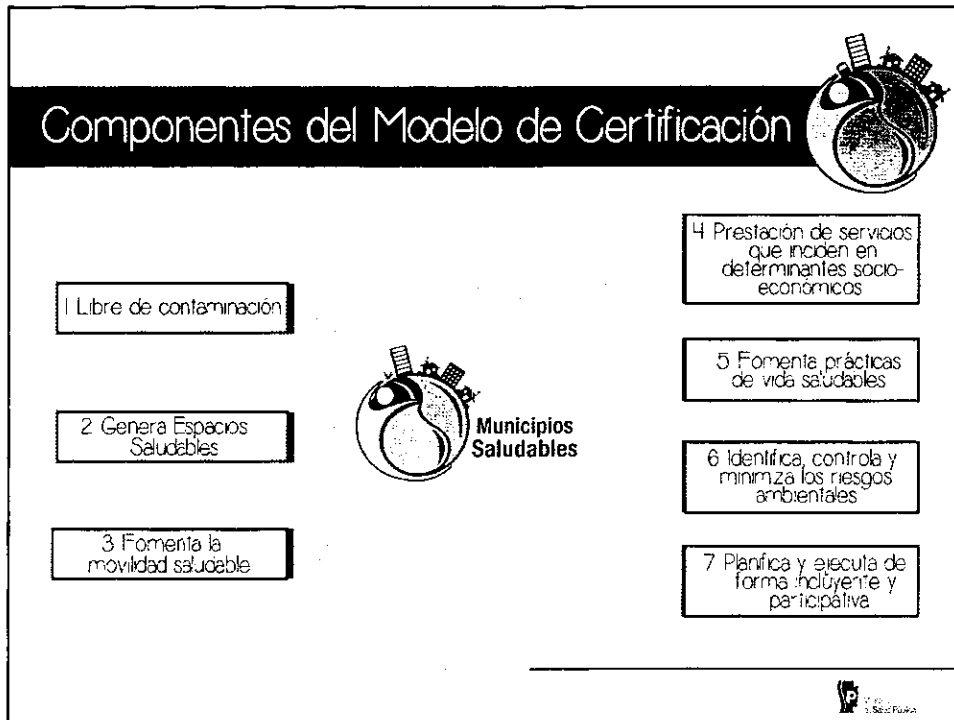 Componentes del Modelo de Certificación
1 Libre de contaminación
2 Genera Espacios
Saludables
3 Fomenta la
movilidad saludable
Municipios
Saludables
4 Prestación de servicios
que inciden en
determinantes socio-
económicos
5 Fomenta prácticas
de vida saludables
6 Identifica, controla y
minimiza los riesgos
ambientales
7 Planifica y ejecuta de
forma incluyente y
participativa